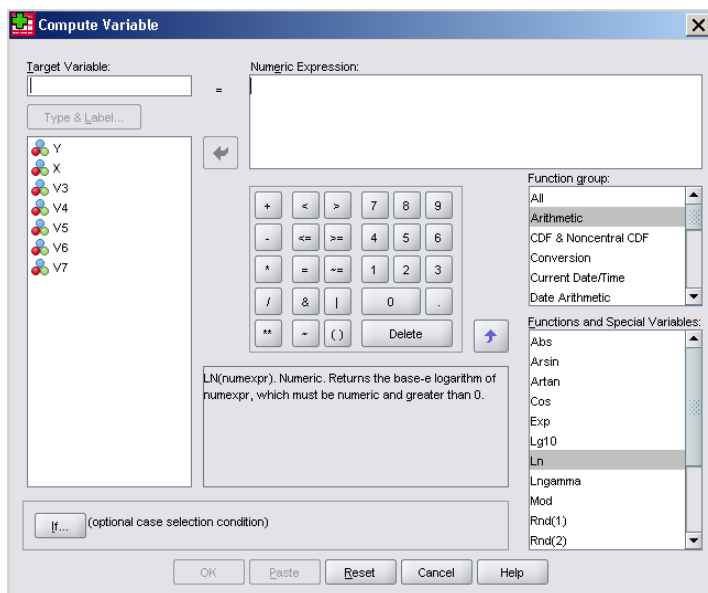 Compute Variable
Target Variable:
=
Numeric Expression:
Type & Label...
Y
X
V3
V4
V5
V6
V7
+ < > 7 8 9
- <= >= 4 5 6
* = ~= 1 2 3
/ & | 0 .
** ~ () Delete
Function group:
All
Arithmetic
CDF & Noncentral CDF
Conversion
Current Date/Time
Date Arithmetic
Functions and Special Variables:
Abs
Arsin
Artan
Cos
Exp
Lg10
Ln
Lngamma
Mod
Rnd(1)
Rnd(2)
LN(numexpr). Numeric. Returns the base-e logarithm of
numexpr, which must be numeric and greater than 0.
If... (optional case selection condition)
OK Paste Reset Cancel Help